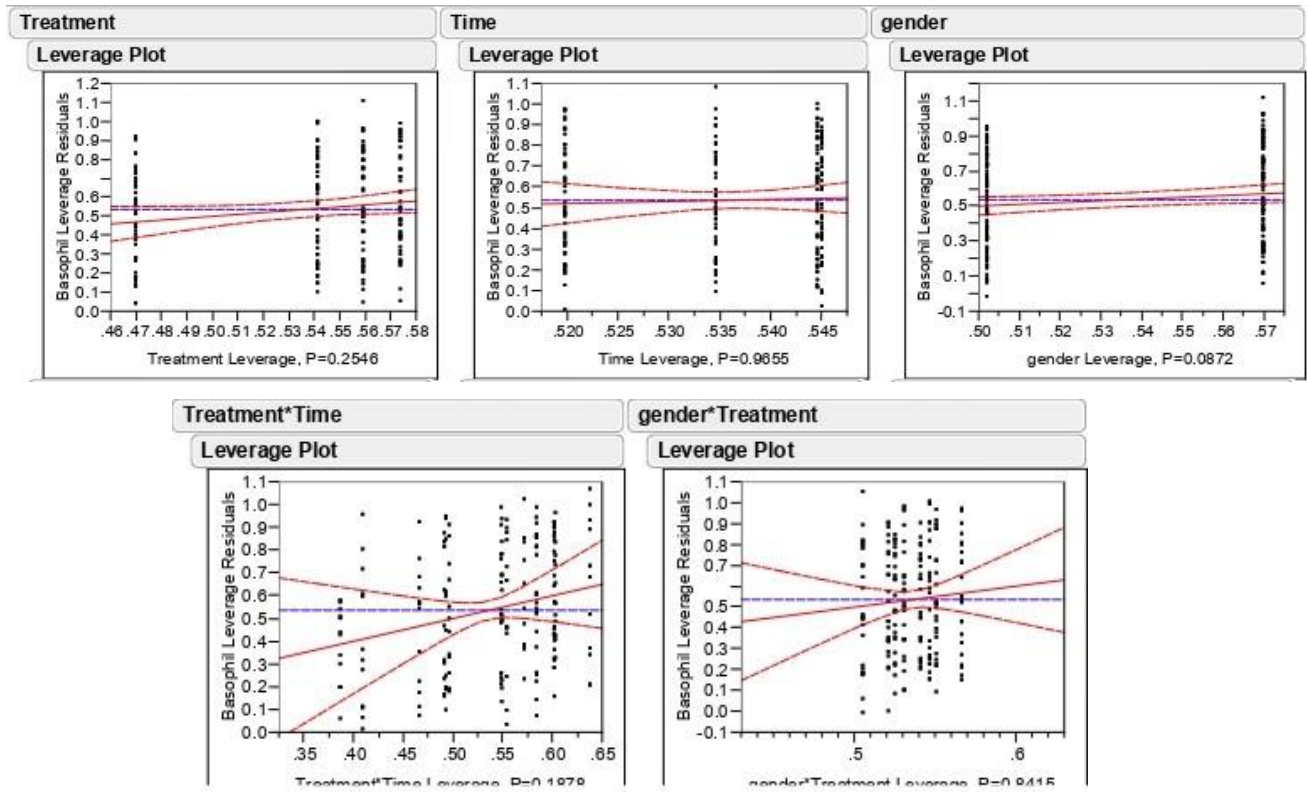 Treatment
Time
gender
Leverage Plot
Leverage Plot
Leverage Plot
Basophil Leverage Residuals
1.2
1.0
0.8
0.6
0.5
0.4
0.3
0.2
0.1
0.0
.46 .47 .48 .49 .50 .51 .52 .53 .54 .55 .56 .57 .58
Treatment Leverage, P=0.2546
Basophil Leverage Residuals
1.1
1.0
0.9
0.8
0.7
0.6
0.5
0.4
0.3
0.2
0.1
0.0
.520 .525 .530 .535 .540 .545
Time Leverage, P=0.9655
Basophil Leverage Residuals
1.1
0.9
0.7
0.5
0.3
0.1
-0.1
.50 .51 .52 .53 .54 .55 .56 .57
gender Leverage, P=0.0872
Treatment*Time
gender*Treatment
Leverage Plot
Leverage Plot
Basophil Leverage Residuals
1.1
1.0
0.9
0.8
0.7
0.6
0.5
0.4
0.3
0.2
0.1
0.0
.35 .40 .45 .50 .55 .60 .65
Treatment*Time Leverage, P=0.1878
Basophil Leverage Residuals
1.1
1.0
0.9
0.8
0.7
0.5
0.4
0.3
0.2
0.1
0.0
-0.1
.5 .6
gender*Treatment Leverage, P=0.8415